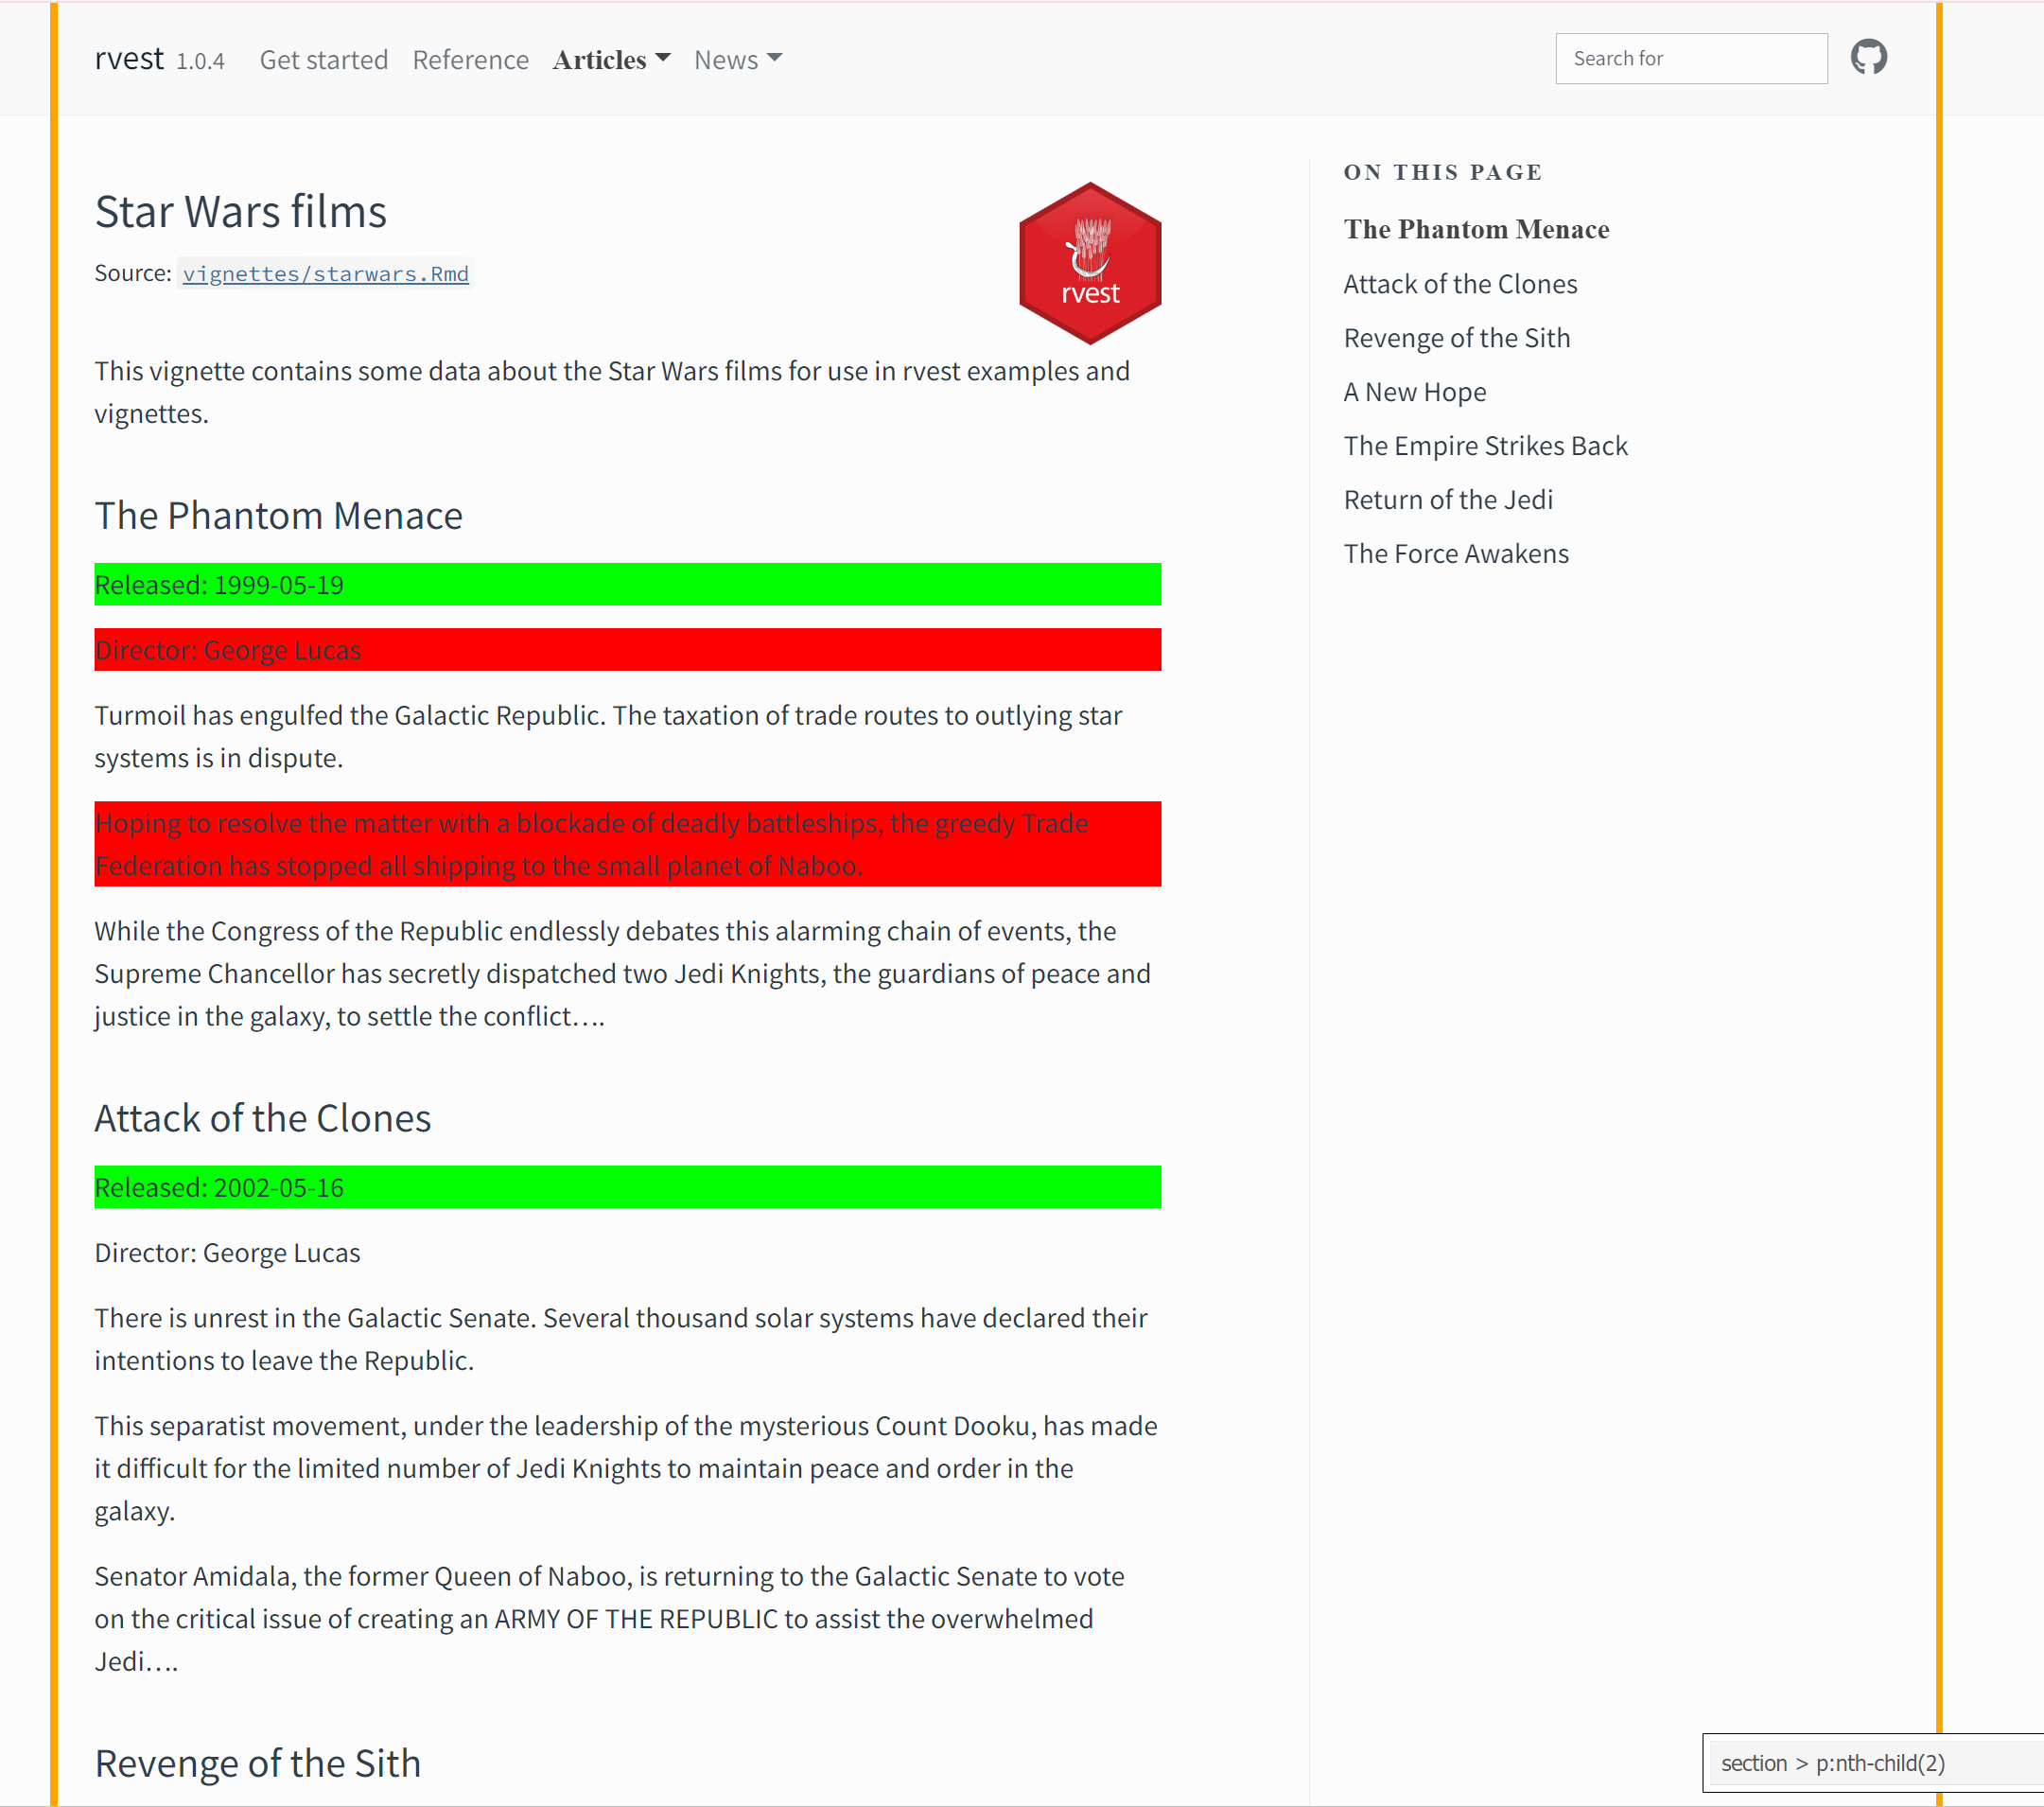 rvest 1.0.4 Get started Reference Articles News Search for
Star Wars films
Source: vignettes/starwars.Rmd
rvest
This vignette contains some data about the Star Wars films for use in rvest examples and
vignettes.
The Phantom Menace
Released: 1999-05-19
Director: George Lucas
Turmoil has engulfed the Galactic Republic. The taxation of trade routes to outlying star
systems is in dispute.
Hoping to resolve the matter with a blockade of deadly battleships, the greedy Trade
Federation has stopped all shipping to the small planet of Naboo.
While the Congress of the Republic endlessly debates this alarming chain of events, the
Supreme Chancellor has secretly dispatched two Jedi Knights, the guardians of peace and
justice in the galaxy, to settle the conflict….
Attack of the Clones
Released: 2002-05-16
Director: George Lucas
There is unrest in the Galactic Senate. Several thousand solar systems have declared their
intentions to leave the Republic.
This separatist movement, under the leadership of the mysterious Count Dooku, has made
it difficult for the limited number of Jedi Knights to maintain peace and order in the
galaxy.
Senator Amidala, the former Queen of Naboo, is returning to the Galactic Senate to vote
on the critical issue of creating an ARMY OF THE REPUBLIC to assist the overwhelmed
Jedi….
Revenge of the Sith
ON THIS PAGE
The Phantom Menace
Attack of the Clones
Revenge of the Sith
A New Hope
The Empire Strikes Back
Return of the Jedi
The Force Awakens
section > p:nth-child(2)